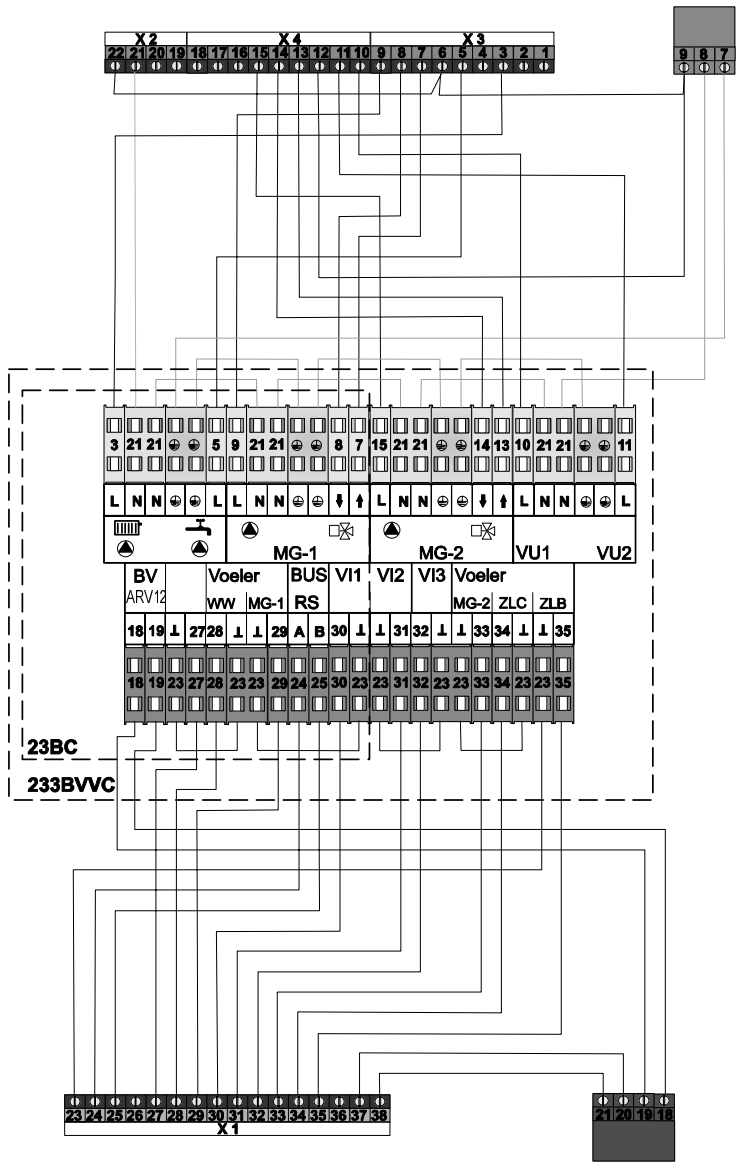 X 2 X 4 X 3
22 21 20 19 18 17 16 15 14 13 12 11 10 9 8 7 6 5 4 3 2 1
9 8 7
3 21 21 5 9 21 21 8 7 15 21 21 14 13 10 21 21 11
L N N L L N N L N N L N N L
MG-1 MG-2 VU1 VU2
BV Voeler BUS VI1 VI2 VI3 Voeler
ARV12 WW MG-1 RS MG-2 ZLC ZLB
18 19 27 28 29 A B 30 31 32 33 34 35
18 19 23 27 28 23 23 29 24 25 30 23 23 31 32 23 23 33 34 23 23 35
23BC
233BVVC
23 24 25 26 27 28 29 30 31 32 33 34 35 36 37 38
X 1
21 20 19 18